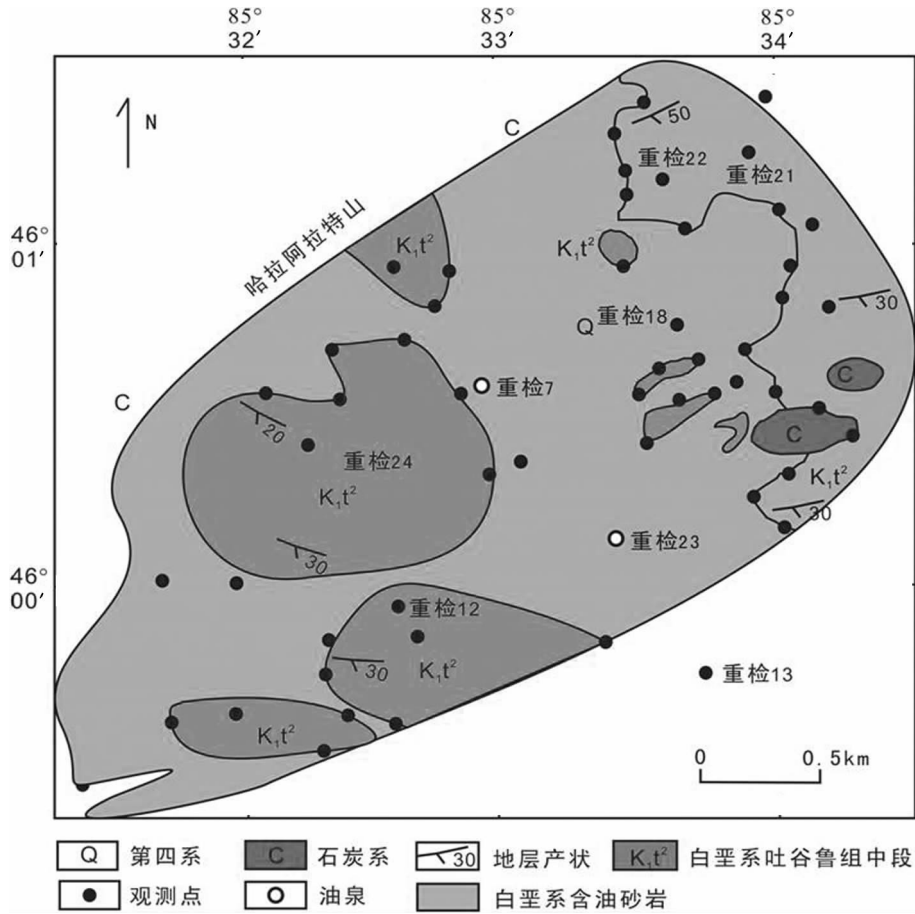 85° 85° 85°
32′ 33′ 34′
N
C
50
重检22
重检21
哈拉阿拉特山
46°
01′
K₁t²
K₁t²
Q 重检18
30
C
重检7
C
20
重检24
C
K₁t²
K₁t²
30
重检23
30
46°
00′
重检12
30
K₁t²
重检13
K₁t²
0 0.5km
Q 第四系
C 石炭系
30 地层产状
K₁t² 白垩系吐谷鲁组中段
观测点
油泉
白垩系含油砂岩